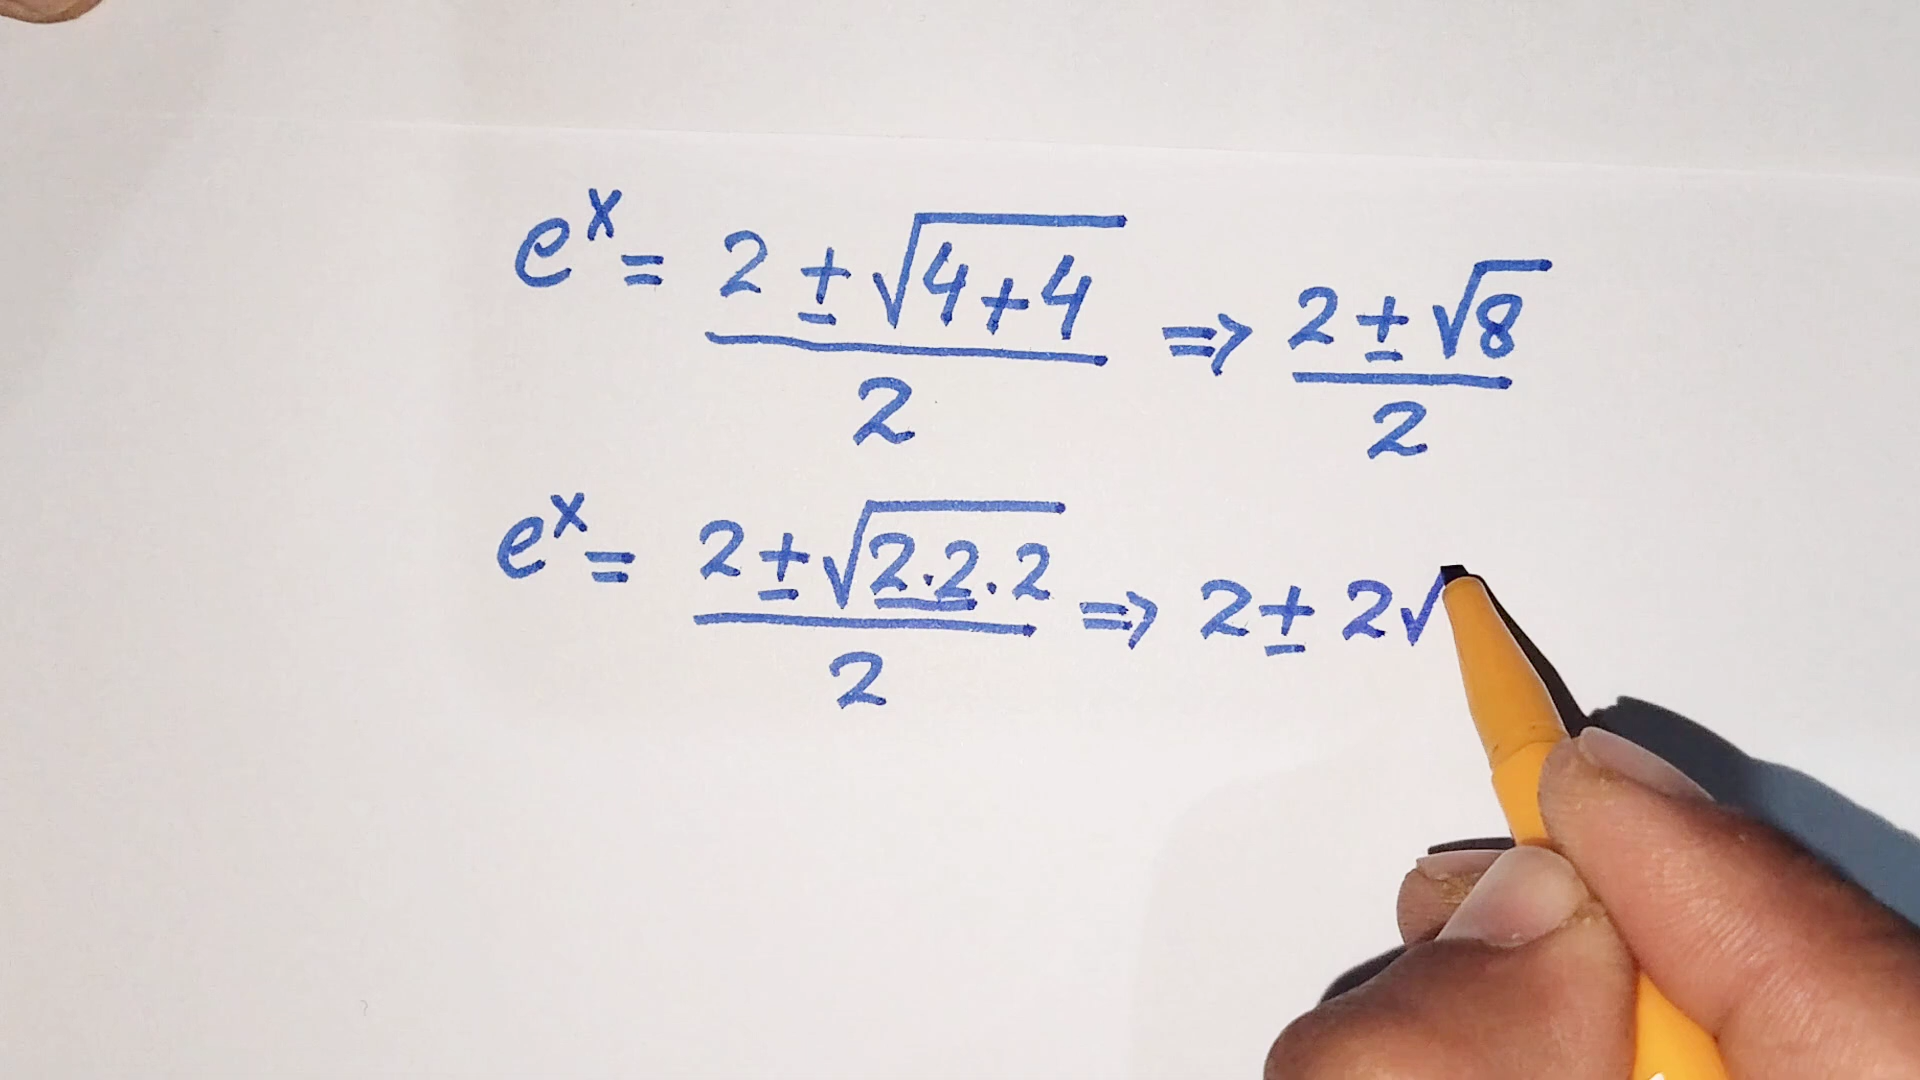 e^x = (2 ± √(4+4))/2 => (2 ± √8)/2
e^x = (2 ± √(2.2.2))/2 => 2 ± 2√